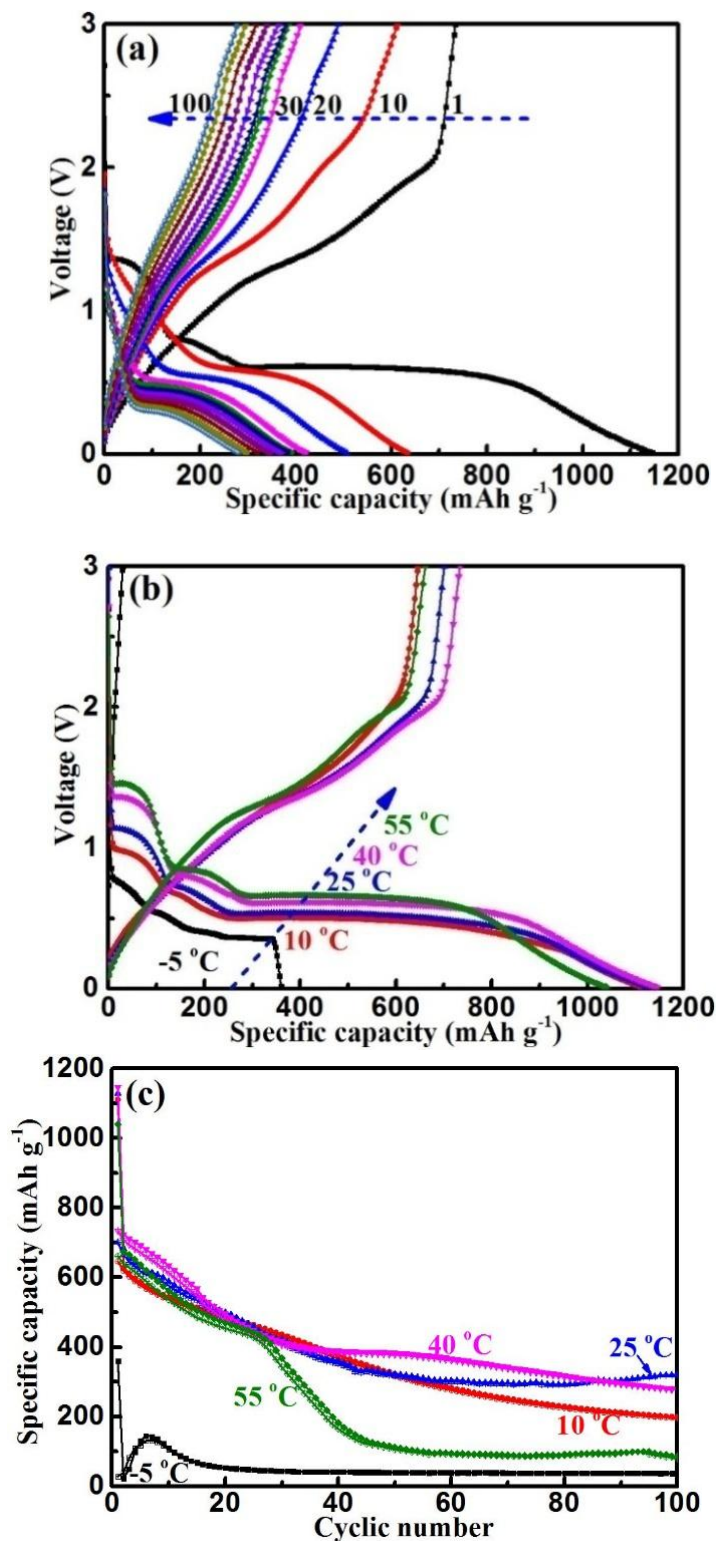 (a)
3
2
1
0
Voltage (V)
100 30 20 10 1
0 200 400 600 800 1000 1200
Specific capacity (mAh g⁻¹)
(b)
3
2
1
0
Voltage (V)
55 °C
40 °C
25 °C
10 °C
-5 °C
0 200 400 600 800 1000 1200
Specific capacity (mAh g⁻¹)
(c)
1200
1000
800
600
400
200
0
Specific capacity (mAh g⁻¹)
40 °C
25 °C
55 °C
10 °C
-5 °C
0 20 40 60 80 100
Cyclic number